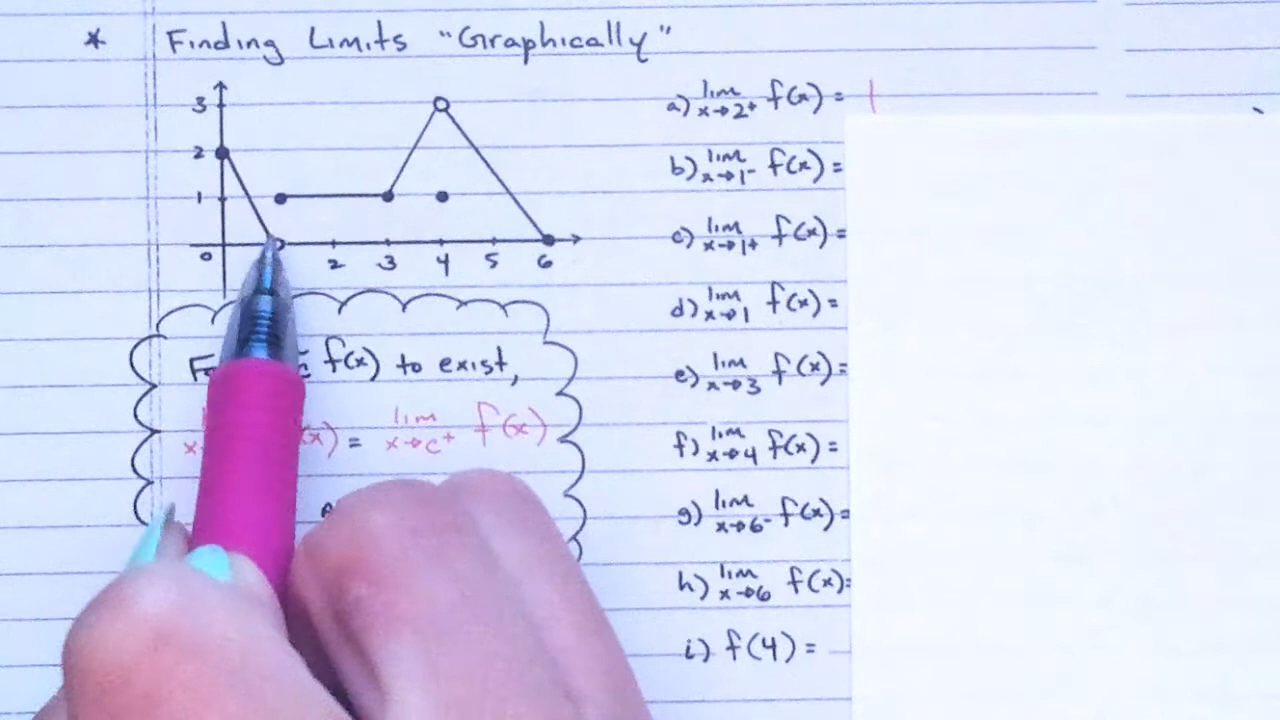 * Finding Limits "Graphically"
3
2
1
0 2 3 4 5 6
a) lim x→2⁺ f(x) = 1
b) lim x→1⁻ f(x) =
c) lim x→1⁺ f(x) =
d) lim x→1 f(x) =
e) lim x→3 f(x) =
f) lim x→4 f(x) =
g) lim x→6⁻ f(x) =
h) lim x→6 f(x) =
i) f(4) =
f(x) to exist,
(x) = lim x→c⁺ f(x)